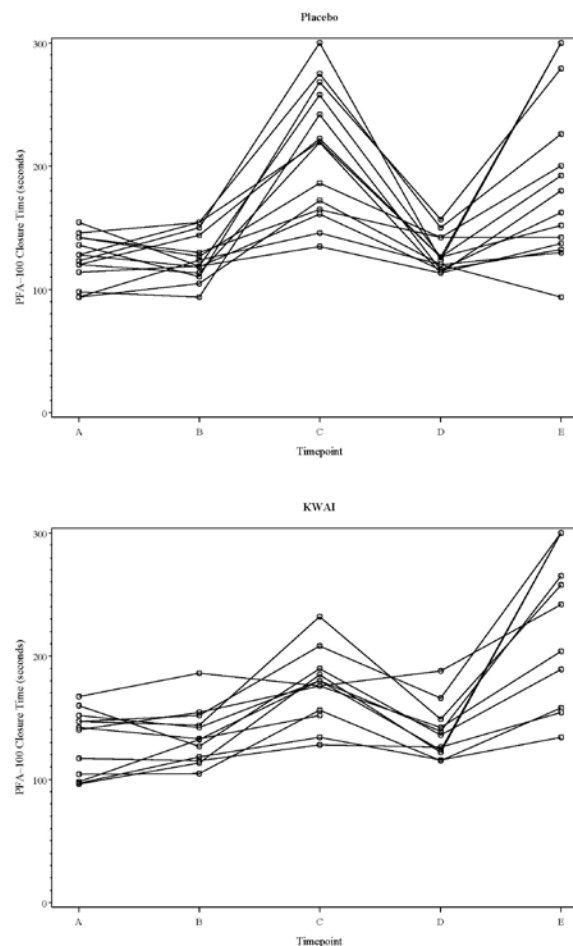 Placebo
300
200
100
0
PFA-100 Closure Time (seconds)
A B C D E
Timepoint
KWAI
300
200
100
0
PFA-100 Closure Time (seconds)
A B C D E
Timepoint